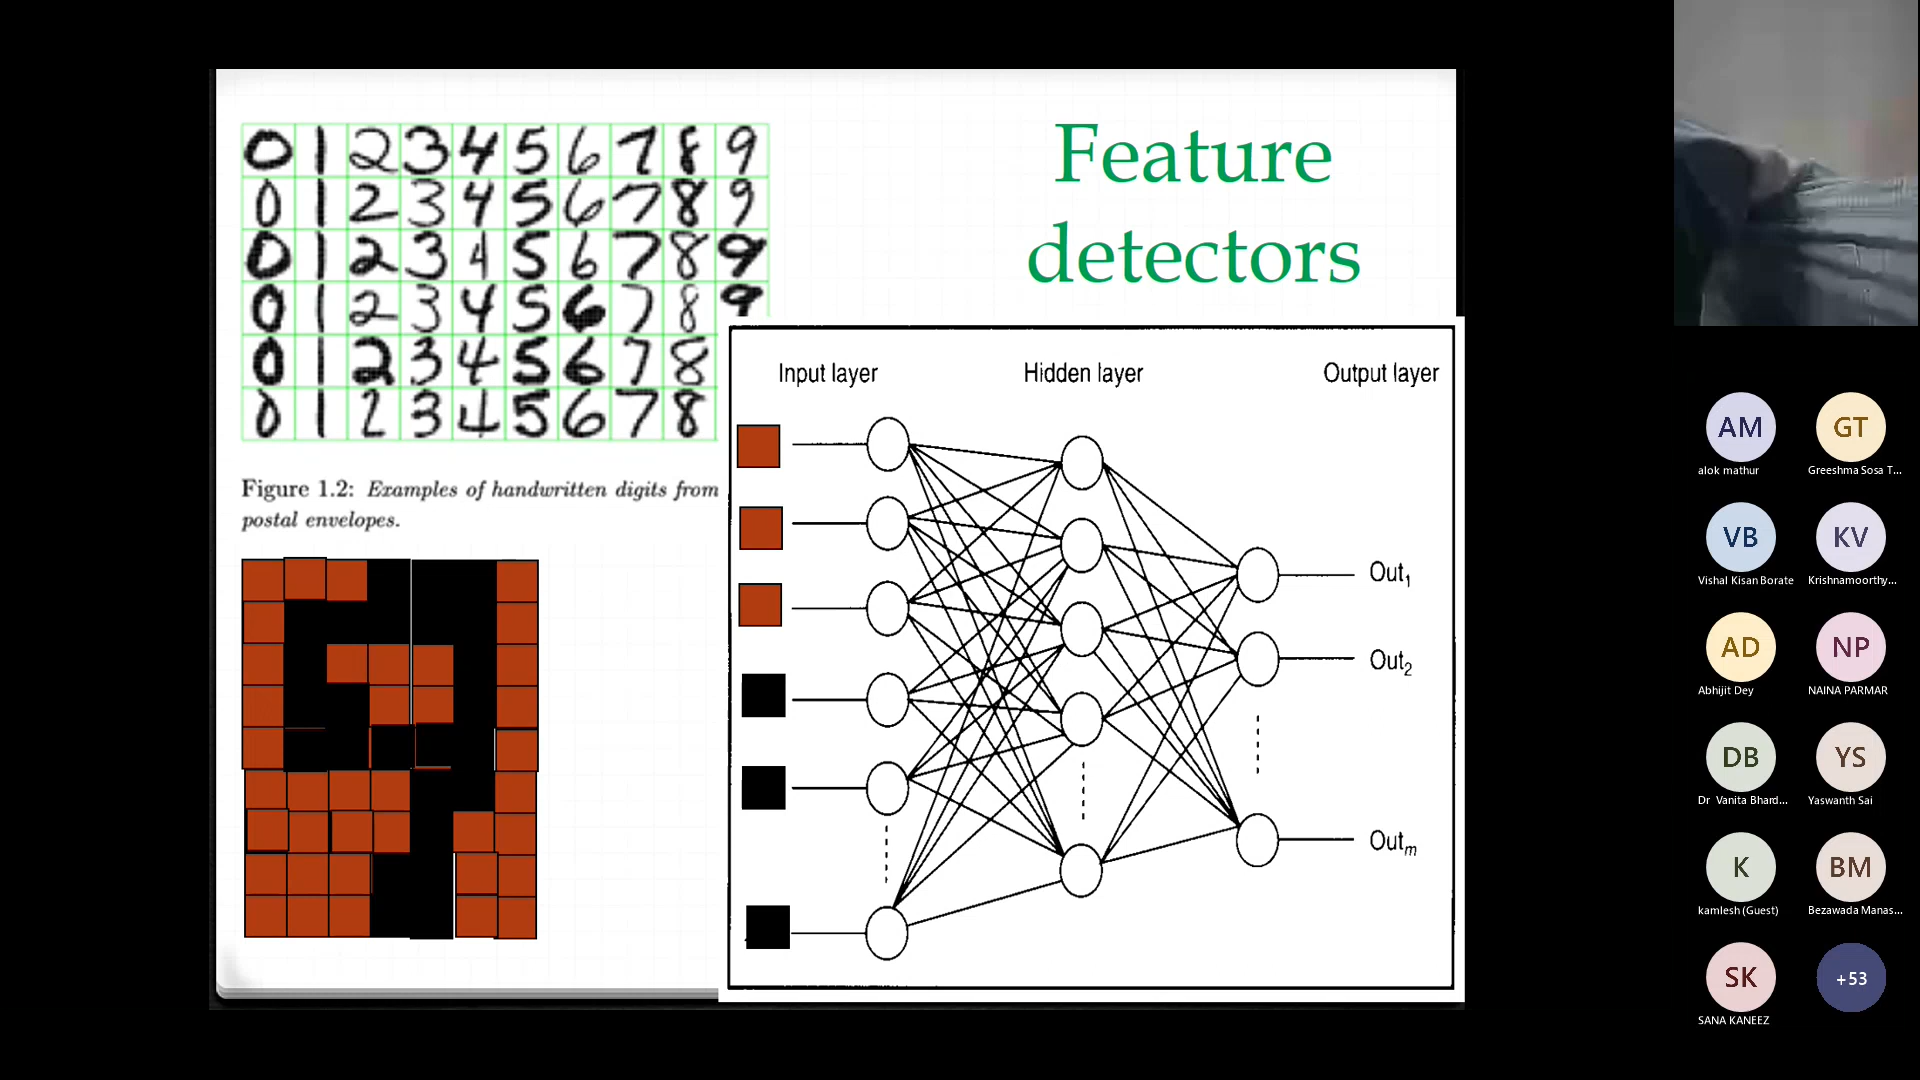 0 1 2 3 4 5 6 7 8 9
0 1 2 3 4 5 6 7 8 9
0 1 2 3 4 5 6 7 8 9
0 1 2 3 4 5 6 7 8 9
0 1 2 3 4 5 6 7 8
0 1 2 3 4 5 6 7 8
Figure 1.2: Examples of handwritten digits from
postal envelopes.
Feature
detectors
Input layer Hidden layer Output layer
Out1
Out2
Outm
AM GT
alok mathur Greeshma Sosa T...
VB KV
Vishal Kisan Borate Krishnamoorthy...
AD NP
Abhijit Dey NAINA PARMAR
DB YS
Dr Vanita Bhard... Yaswanth Sai
K BM
kamlesh (Guest) Bezawada Manas...
SK +53
SANA KANEEZ